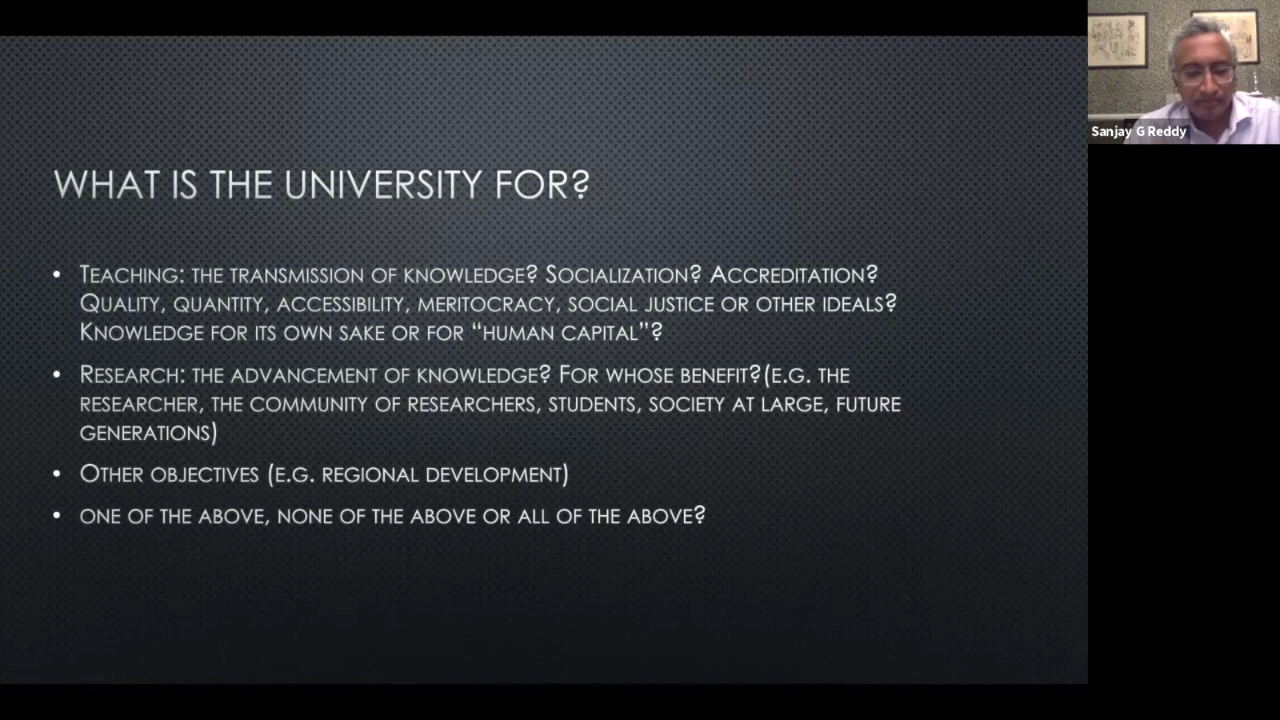 WHAT IS THE UNIVERSITY FOR?
• TEACHING: THE TRANSMISSION OF KNOWLEDGE? SOCIALIZATION? ACCREDITATION?
QUALITY, QUANTITY, ACCESSIBILITY, MERITOCRACY, SOCIAL JUSTICE OR OTHER IDEALS?
KNOWLEDGE FOR ITS OWN SAKE OR FOR “HUMAN CAPITAL”?
• RESEARCH: THE ADVANCEMENT OF KNOWLEDGE? FOR WHOSE BENEFIT?(E.G. THE
RESEARCHER, THE COMMUNITY OF RESEARCHERS, STUDENTS, SOCIETY AT LARGE, FUTURE
GENERATIONS)
• OTHER OBJECTIVES (E.G. REGIONAL DEVELOPMENT)
• ONE OF THE ABOVE, NONE OF THE ABOVE OR ALL OF THE ABOVE?
Sanjay G Reddy